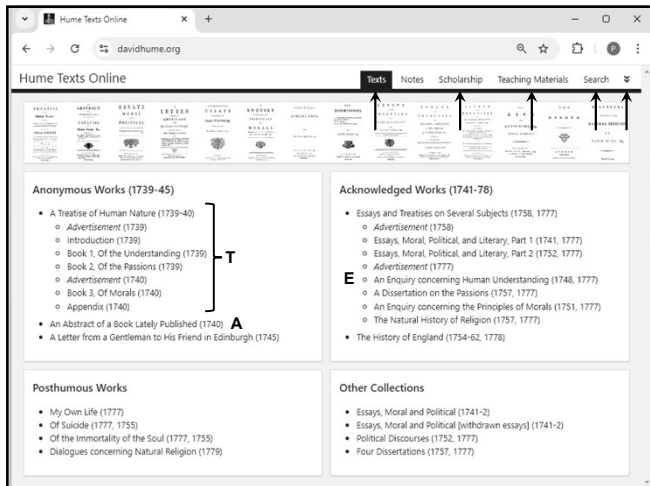 Hume Texts Online
davidhume.org
P
Hume Texts Online Texts Notes Scholarship Teaching Materials Search
Anonymous Works (1739-45)
• A Treatise of Human Nature (1739-40)
Advertisement (1739)
Introduction (1739)
Book 1, Of the Understanding (1739)
T
Book 2, Of the Passions (1739)
Advertisement (1740)
Book 3, Of Morals (1740)
Appendix (1740)
• An Abstract of a Book Lately Published (1740) A
• A Letter from a Gentleman to His Friend in Edinburgh (1745)
Acknowledged Works (1741-78)
• Essays and Treatises on Several Subjects (1758, 1777)
Advertisement (1758)
Essays, Moral, Political, and Literary, Part 1 (1741, 1777)
Essays, Moral, Political, and Literary, Part 2 (1752, 1777)
Advertisement (1777)
E An Enquiry concerning Human Understanding (1748, 1777)
A Dissertation on the Passions (1757, 1777)
An Enquiry concerning the Principles of Morals (1751, 1777)
The Natural History of Religion (1757, 1777)
• The History of England (1754-62, 1778)
Posthumous Works
• My Own Life (1777)
• Of Suicide (1777, 1755)
• Of the Immortality of the Soul (1777, 1755)
• Dialogues concerning Natural Religion (1779)
Other Collections
• Essays, Moral and Political (1741-2)
• Essays, Moral and Political [withdrawn essays] (1741-2)
• Political Discourses (1752, 1777)
• Four Dissertations (1757, 1777)